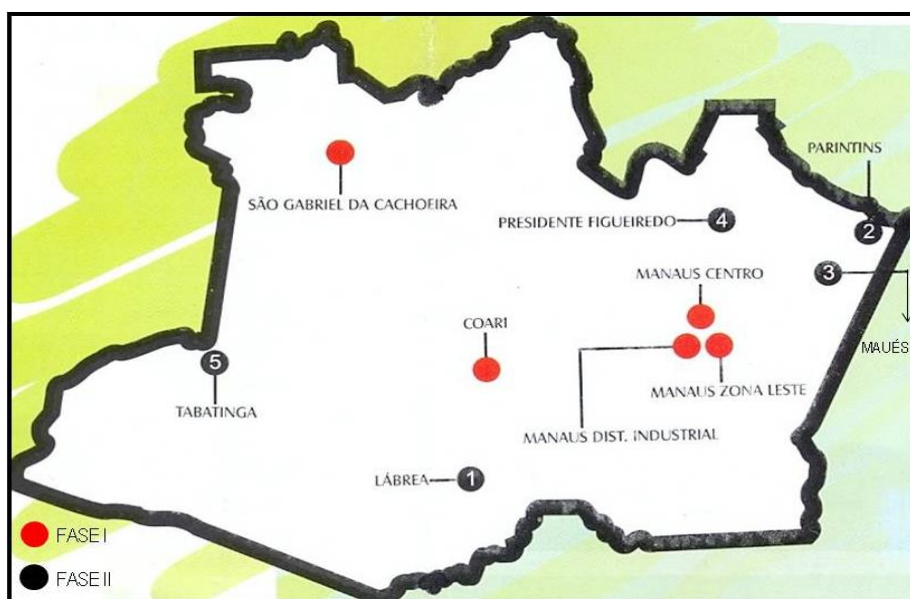 PARINTINS
SÃO GABRIEL DA CACHOEIRA
PRESIDENTE FIGUEIREDO
4
2
MANAUS CENTRO
3
COARI
MAUÉS
5
TABATINGA
MANAUS ZONA LESTE
MANAUS DIST. INDUSTRIAL
LÁBREA
1
FASE I
FASE II